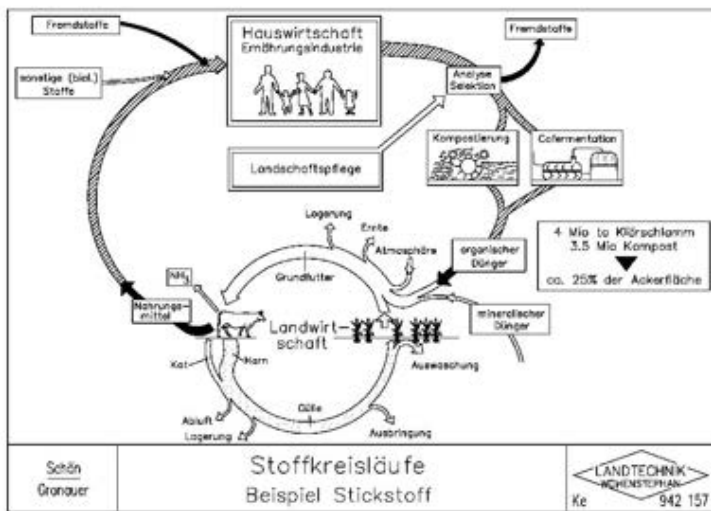 Fremdstoffe
Hauswirtschaft
Ernährungsindustrie
Fremdstoffe
sonstige (biol.)
Stoffe
Analyse
Selektion
Kompostierung
Cofermentation
Landschaftspflege
Lagerung
Ernte
Atmosphäre
organischer
Dünger
4 Mio to Klärschlamm
3.5 Mio Kompost
ca. 25% der Ackerfläche
NH3
Grundfutter
Nahrungs-
mittel
Landwirt-
schaft
mineralischer
Dünger
Kot
Harn
Auswaschung
Gülle
Abluft
Lagerung
Ausbringung
Schön
Gronauer
Stoffkreisläufe
Beispiel Stickstoff
LANDTECHNIK
WEIHENSTEPHAN
Ke 942 157